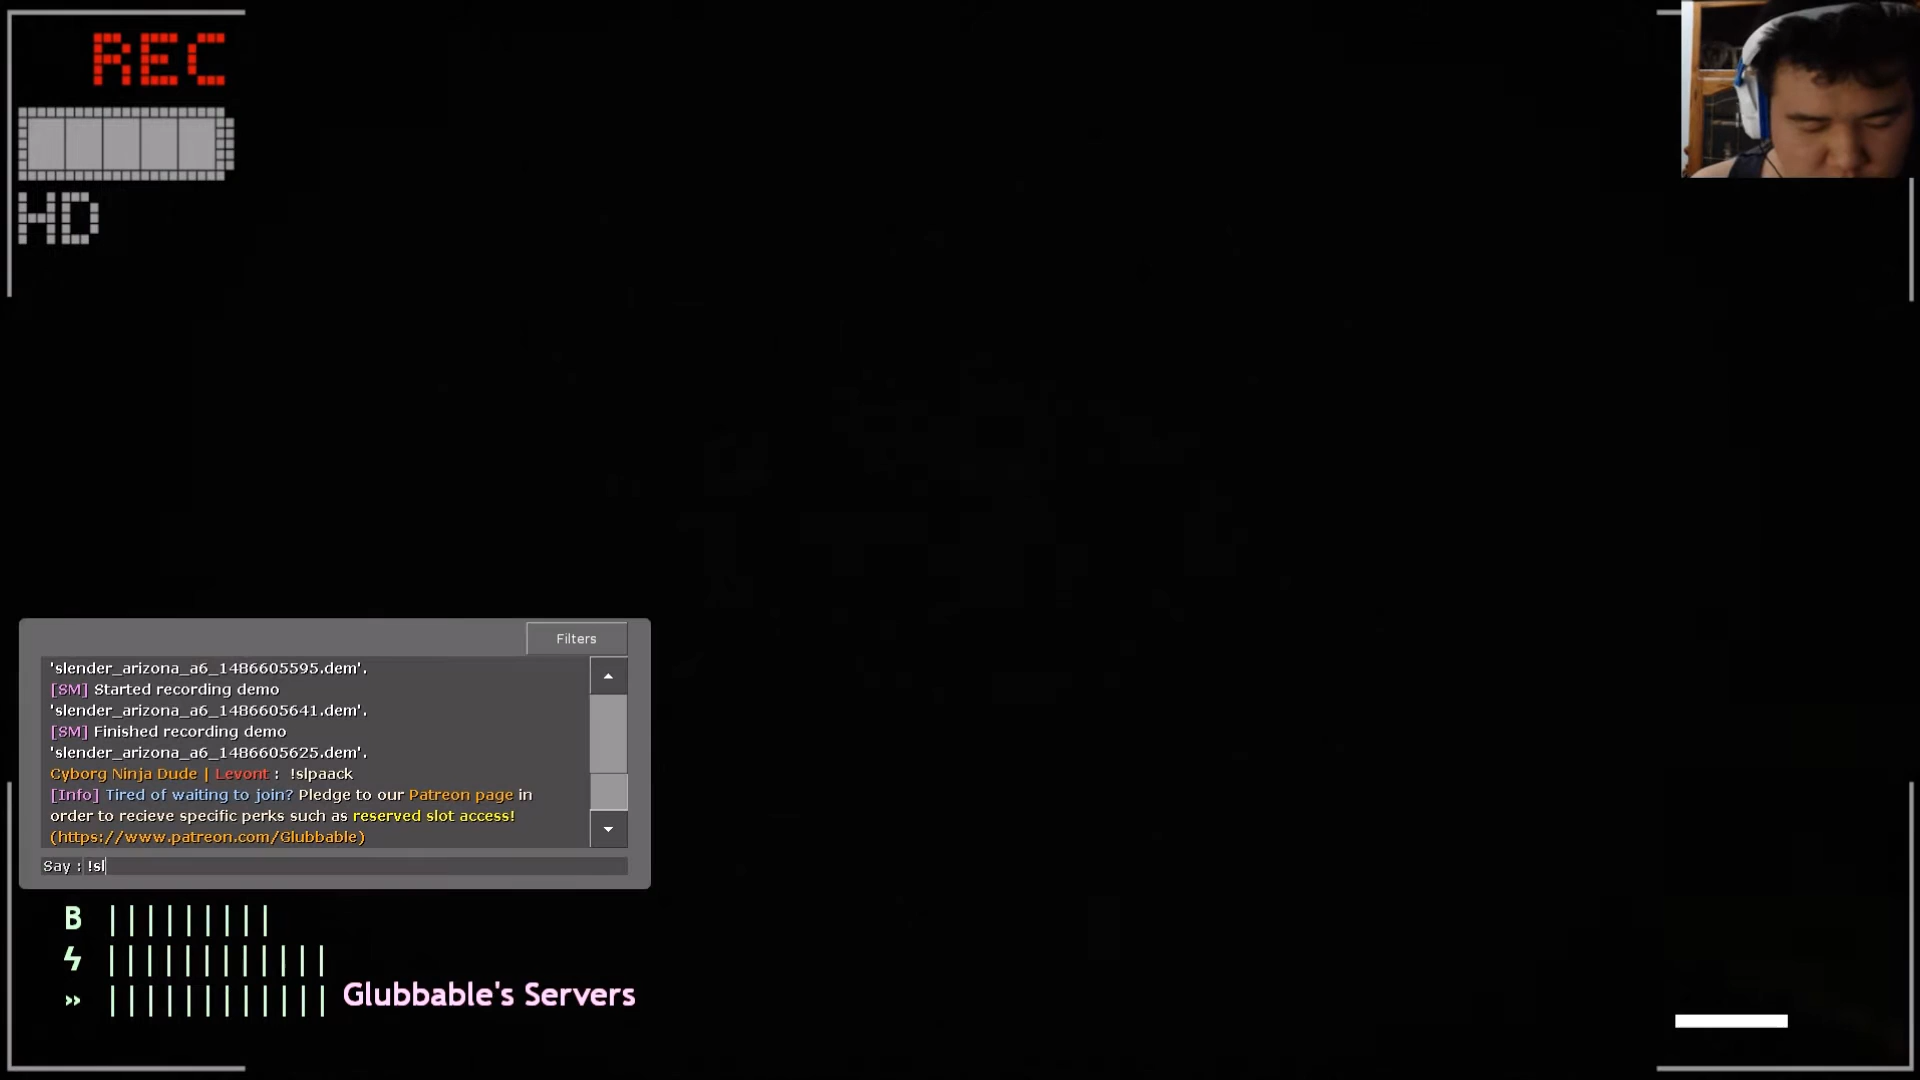 REC
HD
Filters
'slender_arizona_a6_1486605595.dem'.
[SM] Started recording demo
'slender_arizona_a6_1486605641.dem'.
[SM] Finished recording demo
'slender_arizona_a6_1486605625.dem'.
Cyborg Ninja Dude | Levont :  !slpaack
[Info] Tired of waiting to join? Pledge to our Patreon page in
order to recieve specific perks such as reserved slot access!
(https://www.patreon.com/Glubbable)
Say : !sl
B | | | | | | | | |
ϟ | | | | | | | | | | | |
» | | | | | | | | | | | | Glubbable's Servers